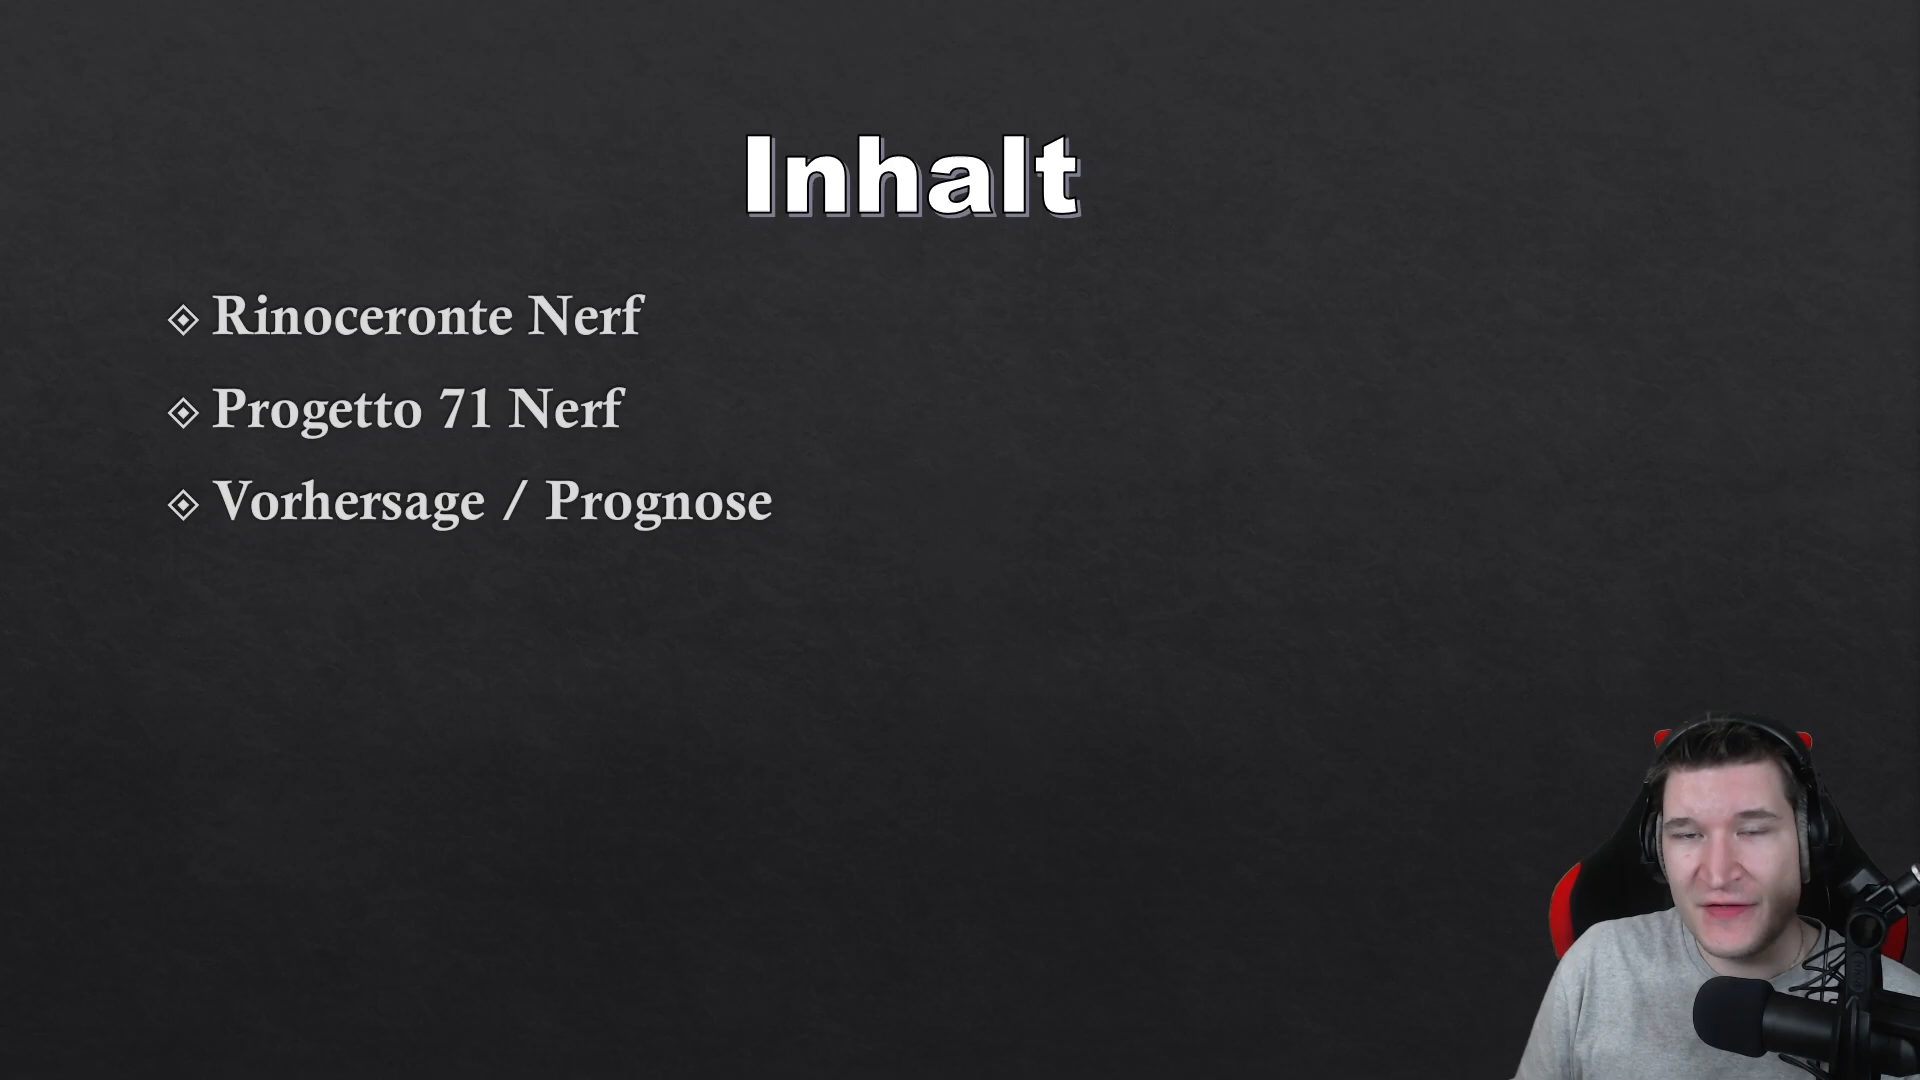 Inhalt
Rinoceronte Nerf
Progetto 71 Nerf
Vorhersage / Prognose